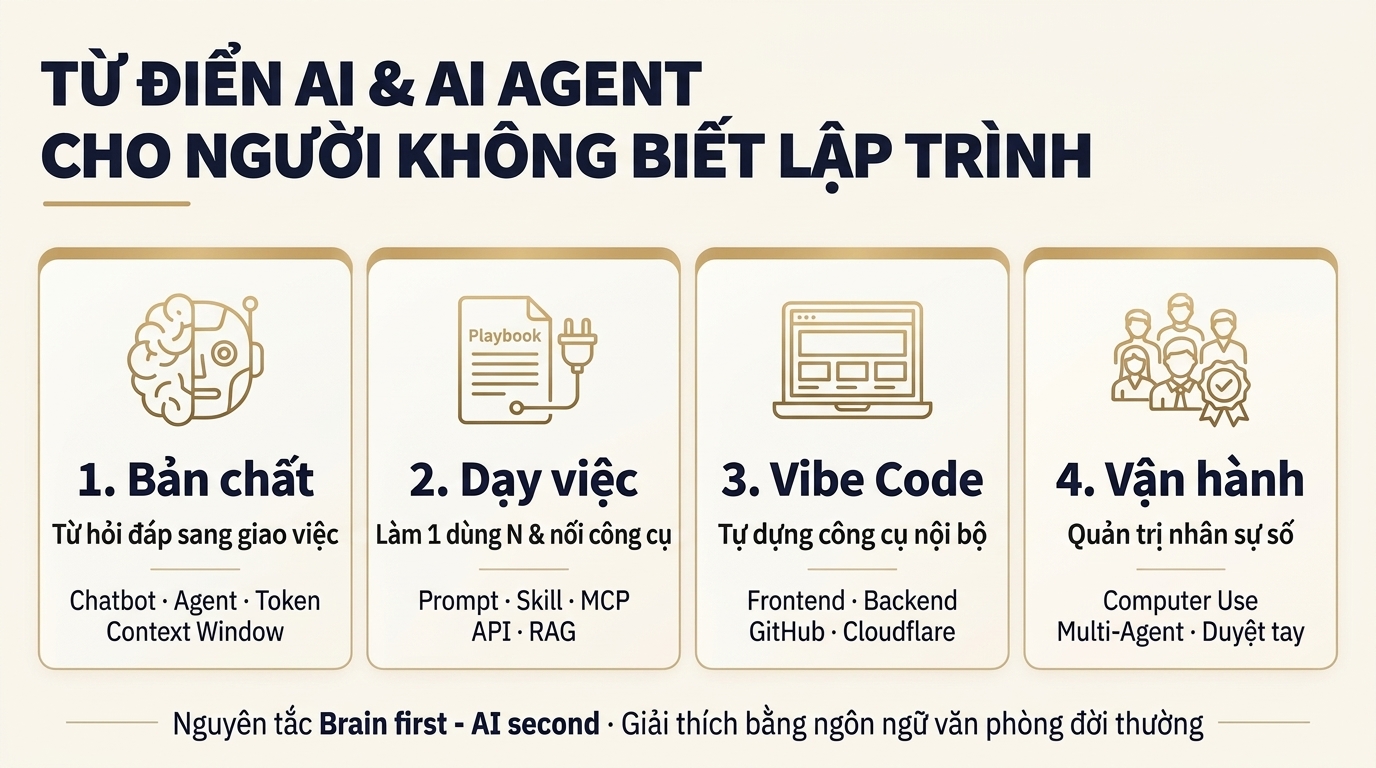 TỪ ĐIỂN AI & AI AGENT
CHO NGƯỜI KHÔNG BIẾT LẬP TRÌNH
Playbook
1. Bản chất
Từ hỏi đáp sang giao việc
Chatbot · Agent · Token
Context Window
2. Dạy việc
Làm 1 dùng N & nối công cụ
Prompt · Skill · MCP
API · RAG
3. Vibe Code
Tự dựng công cụ nội bộ
Frontend · Backend
GitHub · Cloudflare
4. Vận hành
Quản trị nhân sự số
Computer Use
Multi-Agent · Duyệt tay
Nguyên tắc Brain first - AI second · Giải thích bằng ngôn ngữ văn phòng đời thường